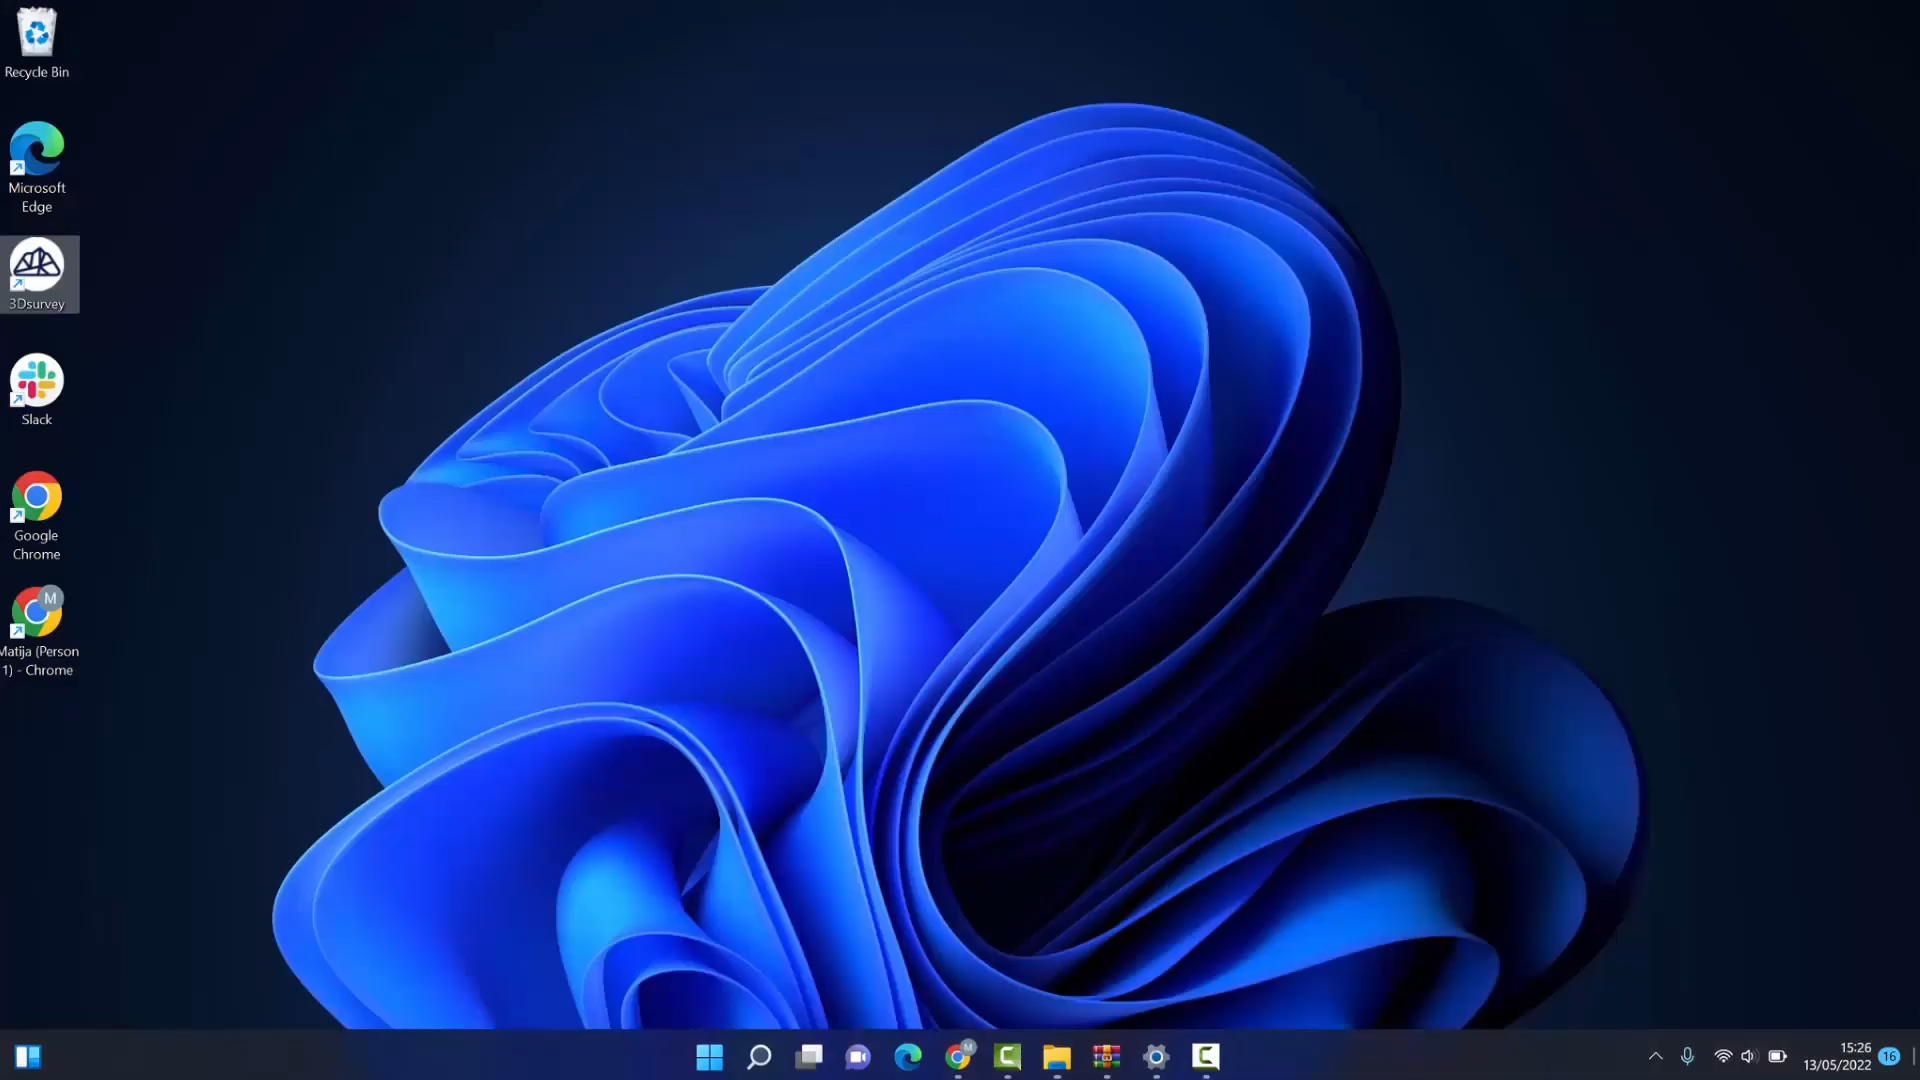 Recycle Bin
Microsoft
Edge
3Dsurvey
Slack
Google
Chrome
M
Matija (Person
1) - Chrome
M
15:26
13/05/2022
16